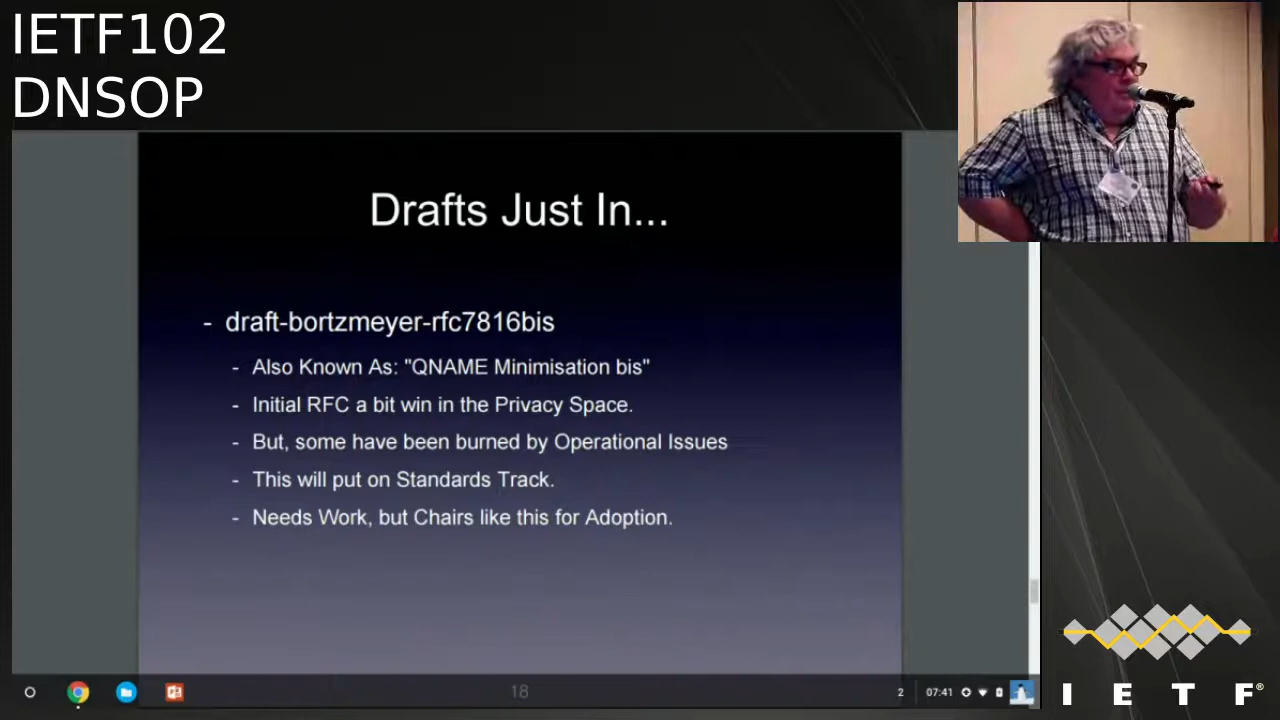 IETF102
DNSOP
Drafts Just In...
- draft-bortzmeyer-rfc7816bis
- Also Known As: "QNAME Minimisation bis"
- Initial RFC a bit win in the Privacy Space.
- But, some have been burned by Operational Issues
- This will put on Standards Track.
- Needs Work, but Chairs like this for Adoption.
18
2
07:41
I E T F®